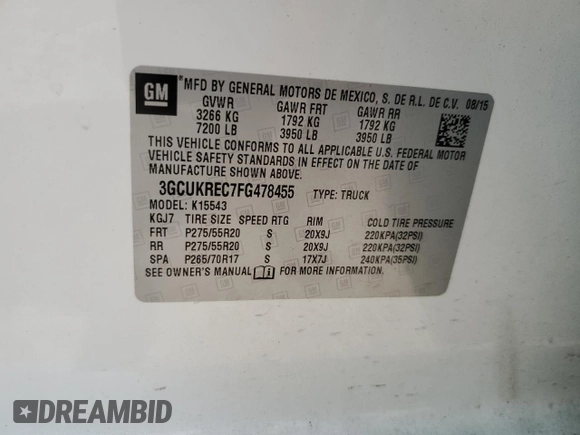 GM
®MFD BY GENERAL MOTORS DE MEXICO, S. DE R.L. DE C.V. 08/15
GVWR GAWR FRT GAWR RR
3266 KG 1792 KG 1792 KG
7200 LB 3950 LB 3950 LB
THIS VEHICLE CONFORMS TO ALL APPLICABLE U.S. FEDERAL MOTOR
VEHICLE SAFETY STANDARDS IN EFFECT ON THE DATE OF
MANUFACTURE SHOWN ABOVE.
3GCUKREC7FG478455 TYPE: TRUCK
MODEL: K15543
KGJ7 TIRE SIZE SPEED RTG RIM COLD TIRE PRESSURE
FRT P275/55R20 S 20X9J 220KPA(32PSI)
RR P275/55R20 S 20X9J 220KPA(32PSI)
SPA P265/70R17 S 17X7J 240KPA(35PSI)
SEE OWNER'S MANUAL i FOR MORE INFORMATION.
DREAMBID